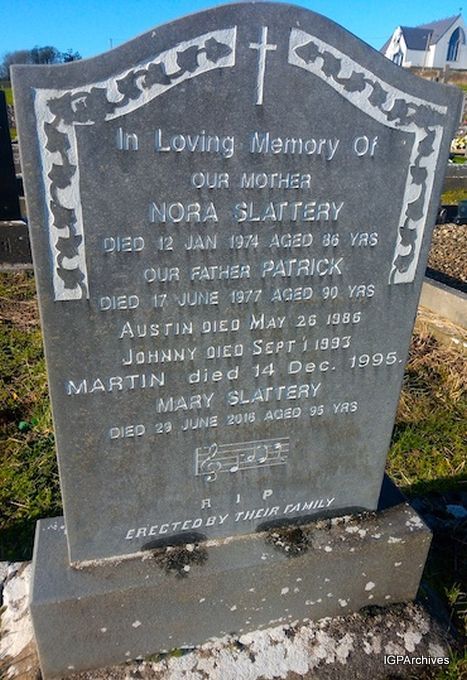 In Loving Memory Of
OUR MOTHER
NORA SLATTERY
DIED 12 JAN 1974 AGED 86 YRS
OUR FATHER PATRICK
DIED 17 JUNE 1977 AGED 90 YRS
AUSTIN DIED MAY 26 1986
JOHNNY DIED SEPT 1 1993
MARTIN died 14 Dec. 1995.
MARY SLATTERY
DIED 29 JUNE 2016 AGED 95 YRS
R I P
ERECTED BY THEIR FAMILY
IGPArchives